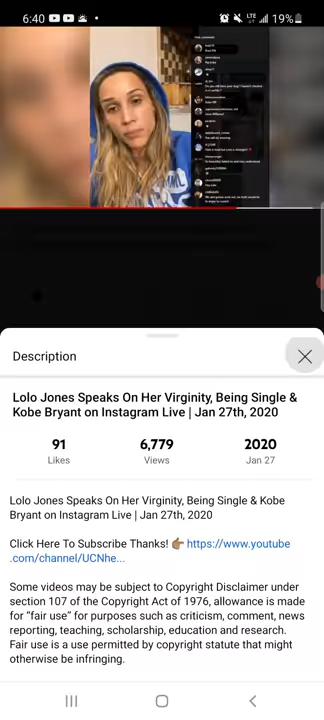 6:40
LTE
19%
Description
Lolo Jones Speaks On Her Virginity, Being Single &
Kobe Bryant on Instagram Live | Jan 27th, 2020
91
6,779
2020
Likes
Views
Jan 27
Lolo Jones Speaks On Her Virginity, Being Single & Kobe
Bryant on Instagram Live | Jan 27th, 2020
Click Here To Subscribe Thanks! 👉🏽 https://www.youtube
.com/channel/UCNhe...
Some videos may be subject to Copyright Disclaimer under
section 107 of the Copyright Act of 1976, allowance is made
for “fair use” for purposes such as criticism, comment, news
reporting, teaching, scholarship, education and research.
Fair use is a use permitted by copyright statute that might
otherwise be infringing.